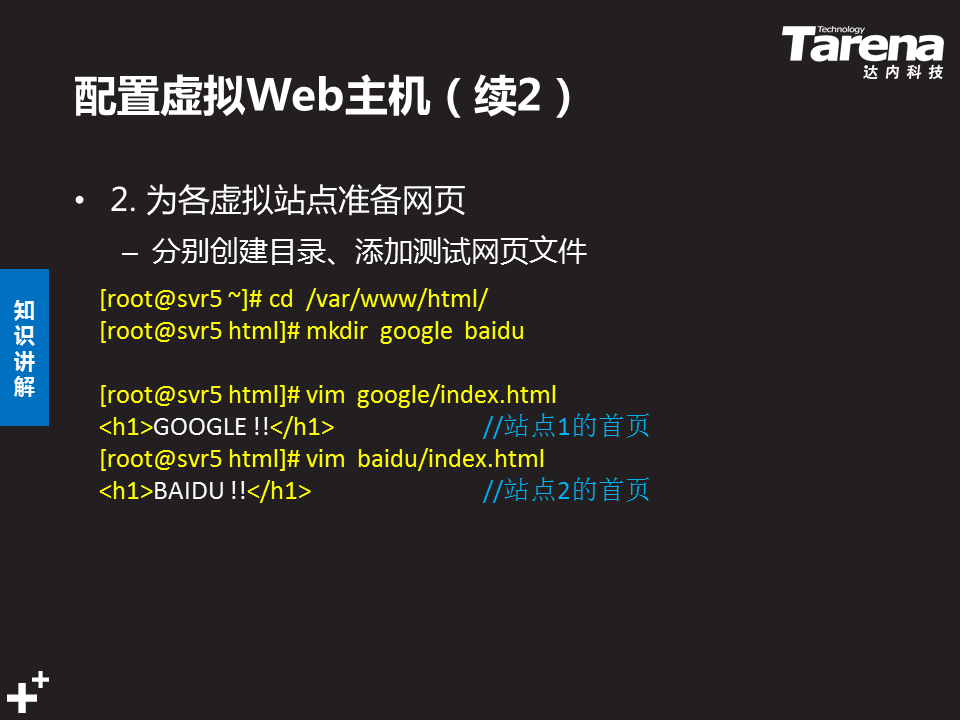 Technology
Tarena
达内科技
配置虚拟Web主机（续2）
• 2. 为各虚拟站点准备网页
– 分别创建目录、添加测试网页文件
知识讲解
[root@svr5 ~]# cd  /var/www/html/
[root@svr5 html]# mkdir  google  baidu
[root@svr5 html]# vim  google/index.html
<h1>GOOGLE !!</h1> //站点1的首页
[root@svr5 html]# vim  baidu/index.html
<h1>BAIDU !!</h1> //站点2的首页